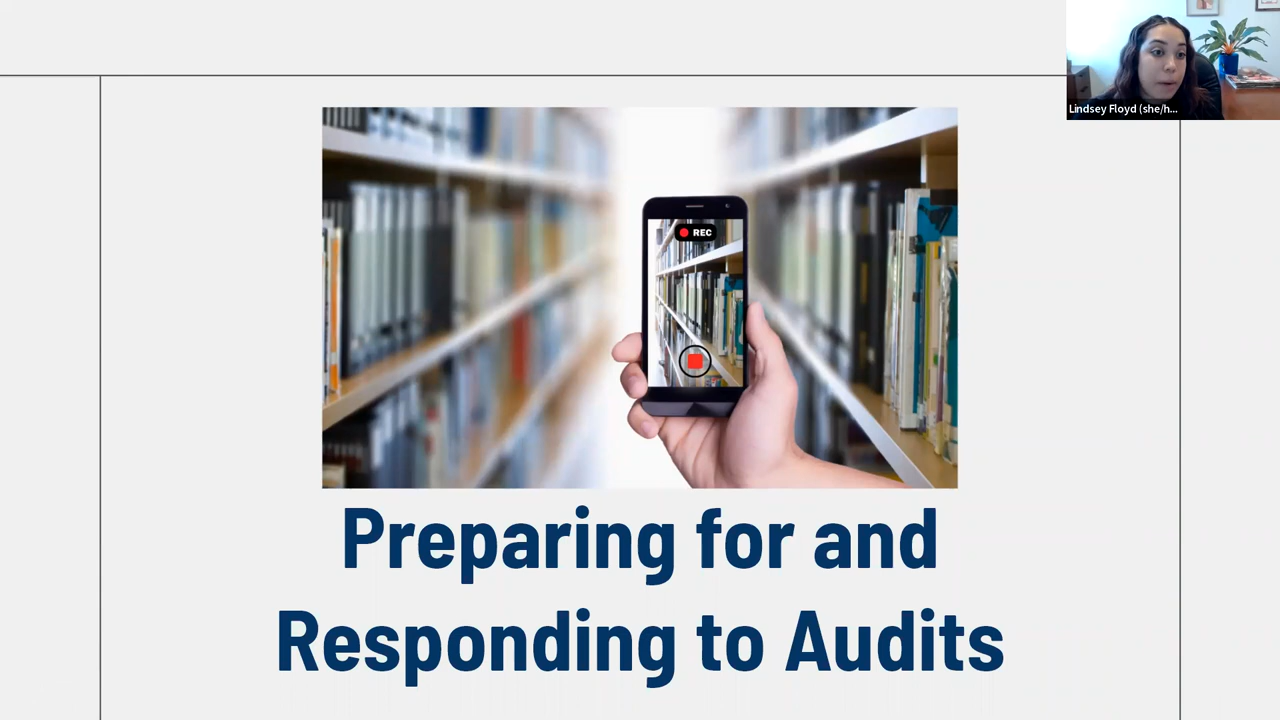 Lindsey Floyd (she/h...
REC
Preparing for and
Responding to Audits